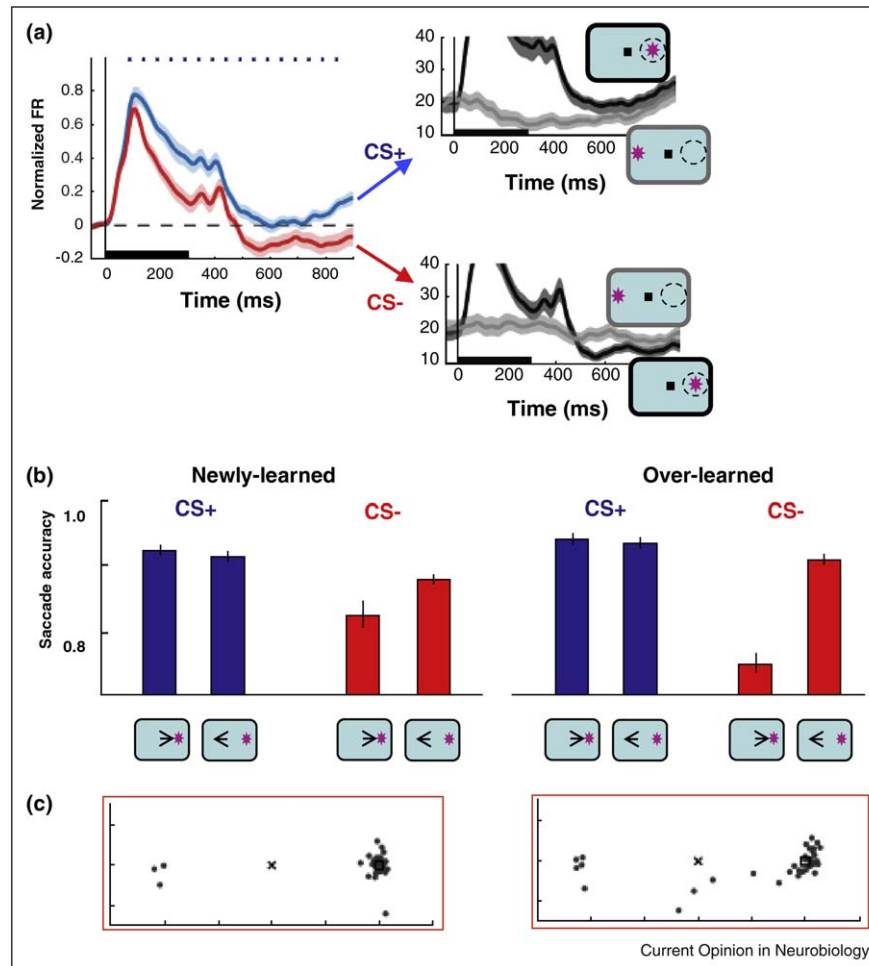 (a)
Normalized FR
0.8
0.6
0.4
0.2
0
-0.2
0 200 400 600 800
Time (ms)
CS+
CS-
40
30
20
10
0 200 400 600
Time (ms)
40
30
20
10
0 200 400 600
Time (ms)
(b)
Newly-learned
Over-learned
CS+ CS- CS+ CS-
Saccade accuracy
1.0
0.8
(c)
Current Opinion in Neurobiology